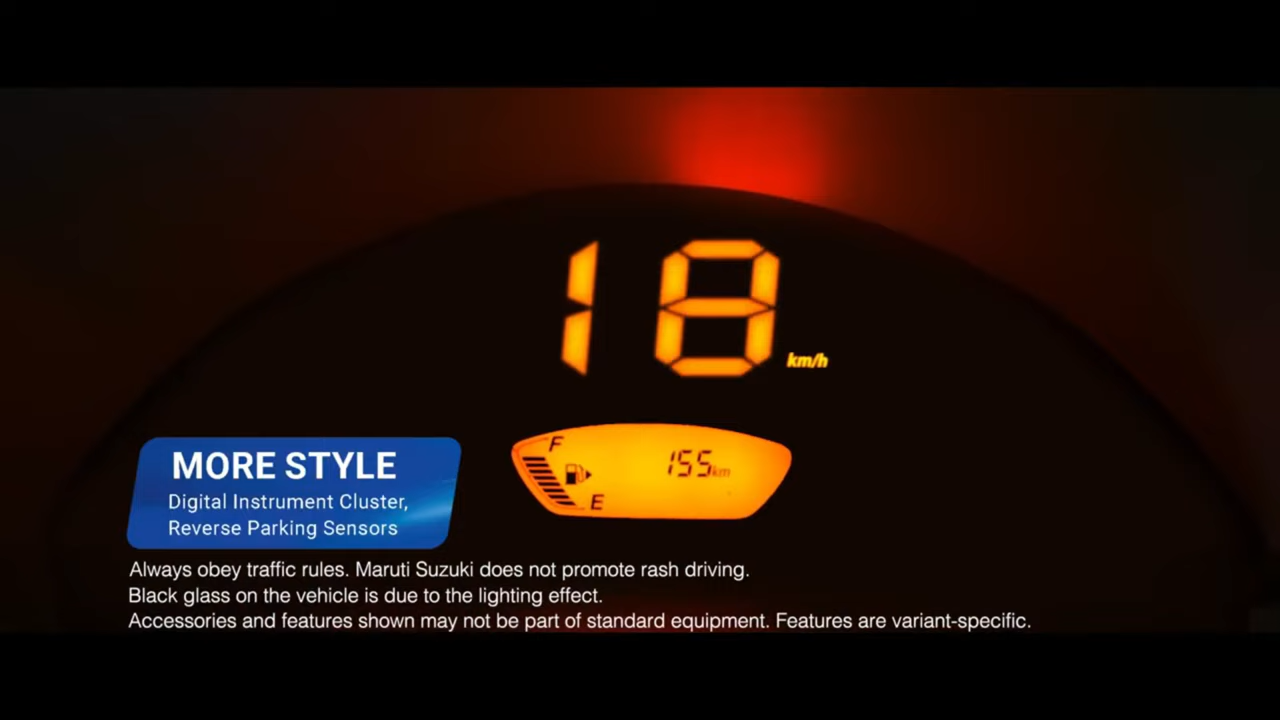 18
km/h
F
155km
E
MORE STYLE
Digital Instrument Cluster,
Reverse Parking Sensors
Always obey traffic rules. Maruti Suzuki does not promote rash driving.
Black glass on the vehicle is due to the lighting effect.
Accessories and features shown may not be part of standard equipment. Features are variant-specific.